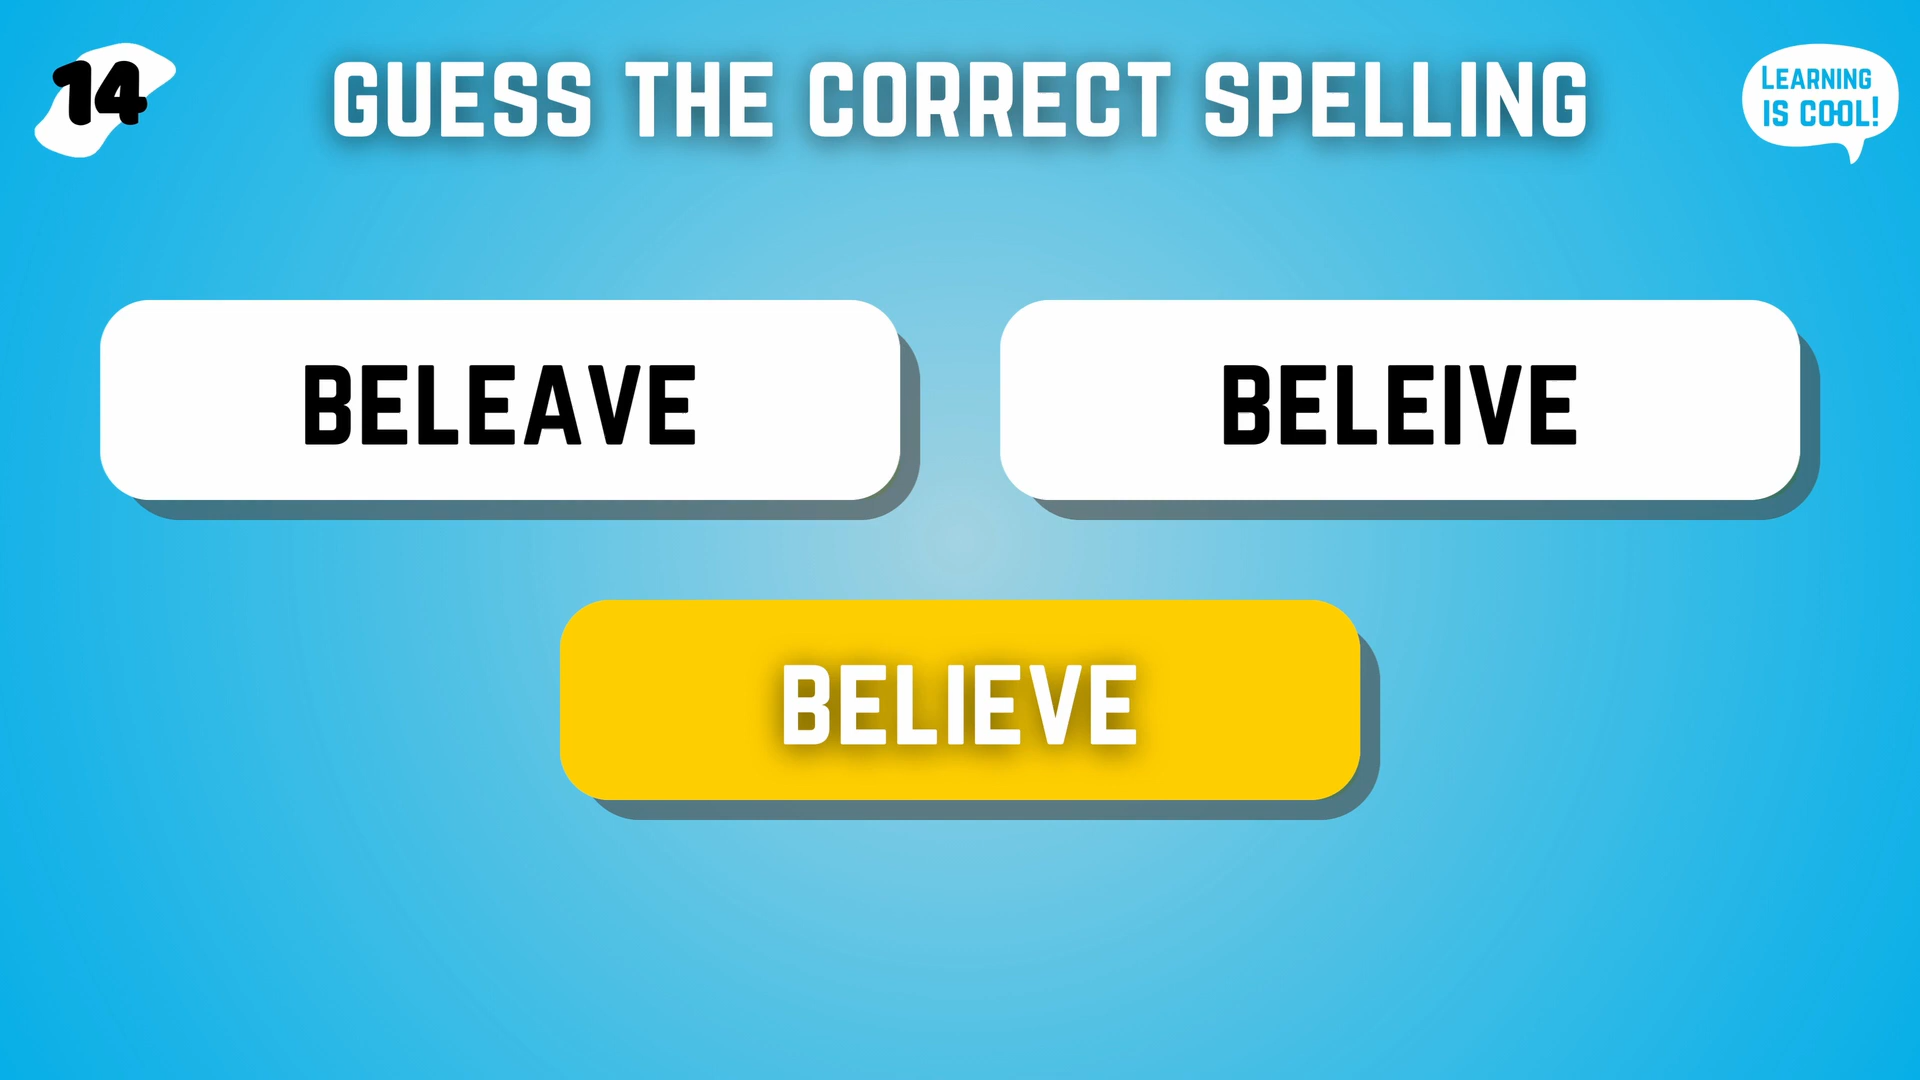 14
GUESS THE CORRECT SPELLING
LEARNING
IS COOL!
BELEAVE
BELEIVE
BELIEVE